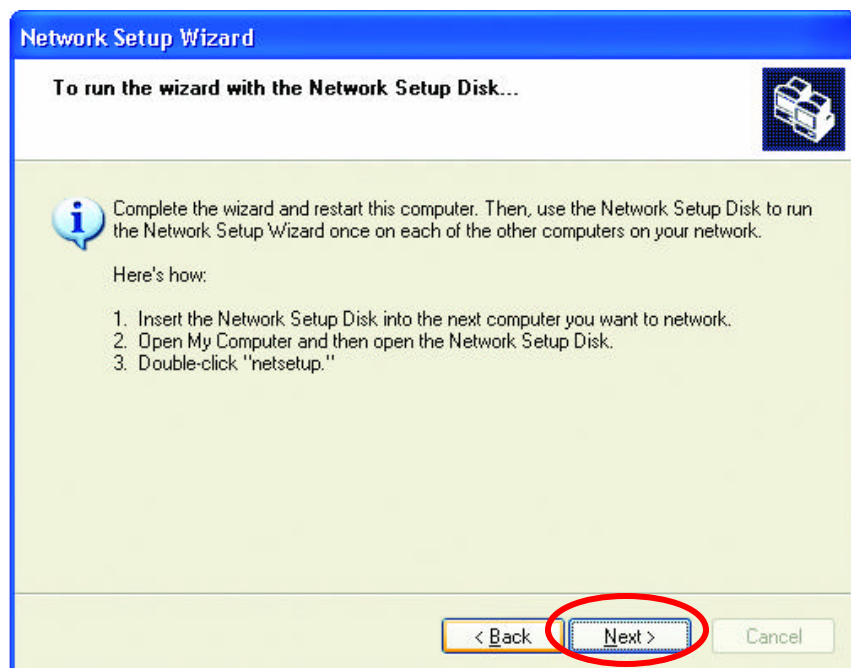 Network Setup Wizard
To run the wizard with the Network Setup Disk...
Complete the wizard and restart this computer. Then, use the Network Setup Disk to run
the Network Setup Wizard once on each of the other computers on your network.
Here's how:
1. Insert the Network Setup Disk into the next computer you want to network.
2. Open My Computer and then open the Network Setup Disk.
3. Double-click "netsetup."
< Back
Next >
Cancel